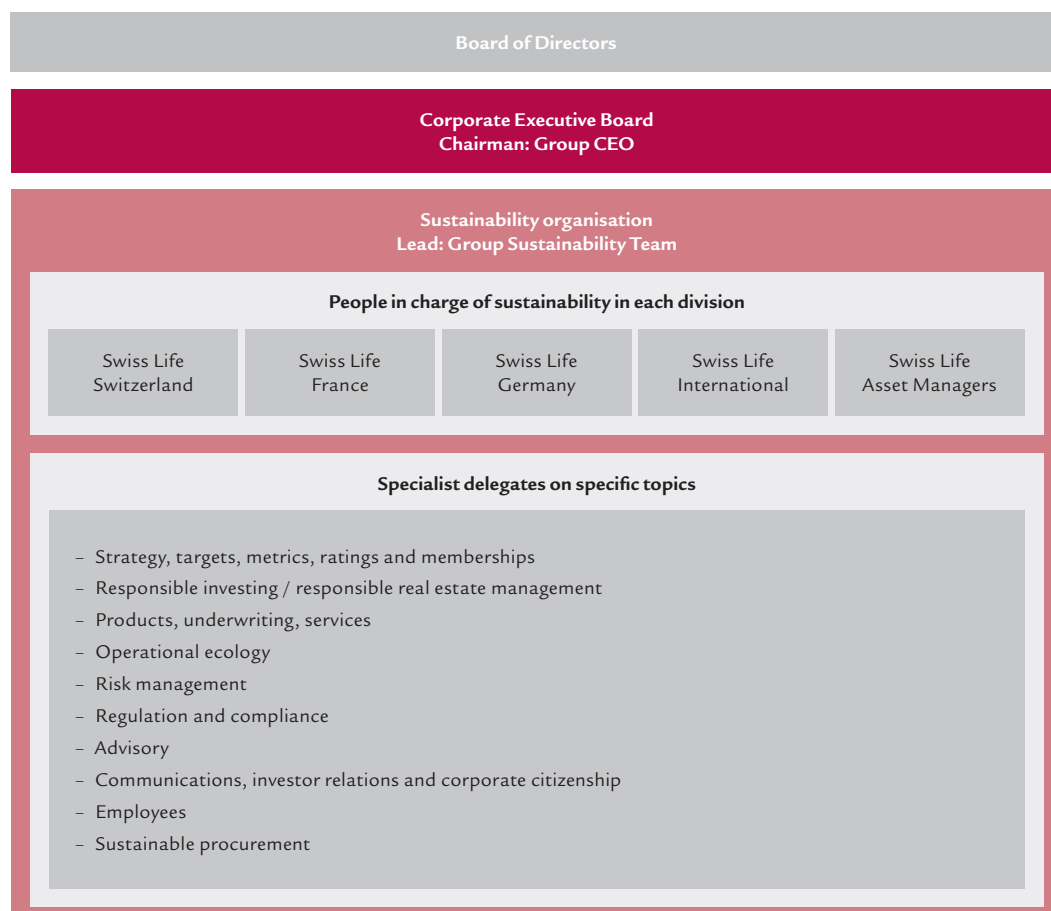 Board of Directors
Corporate Executive Board
Chairman: Group CEO
Sustainability organisation
Lead: Group Sustainability Team
People in charge of sustainability in each division
Swiss Life
Switzerland
Swiss Life
France
Swiss Life
Germany
Swiss Life
International
Swiss Life
Asset Managers
Specialist delegates on specific topics
– Strategy, targets, metrics, ratings and memberships
– Responsible investing / responsible real estate management
– Products, underwriting, services
– Operational ecology
– Risk management
– Regulation and compliance
– Advisory
– Communications, investor relations and corporate citizenship
– Employees
– Sustainable procurement